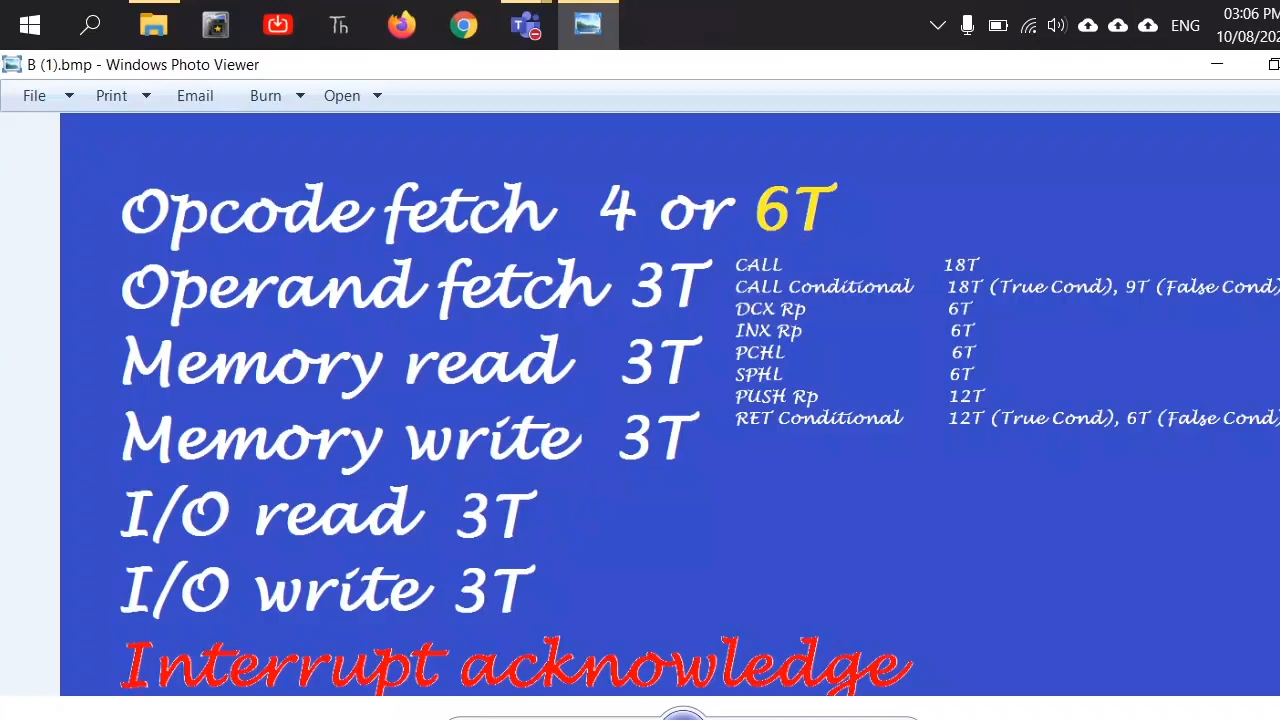 Th
ENG
03:06 PM
10/08/202
B (1).bmp - Windows Photo Viewer
File Print Email Burn Open
Opcode fetch 4 or 6T
Operand fetch 3T
Memory read 3T
Memory write 3T
I/O read 3T
I/O write 3T
Interrupt acknowledge
CALL 18T
CALL Conditional 18T (True Cond), 9T (False Cond)
DCX Rp 6T
INX Rp 6T
PCHL 6T
SPHL 6T
PUSH Rp 12T
RET Conditional 12T (True Cond), 6T (False Cond)